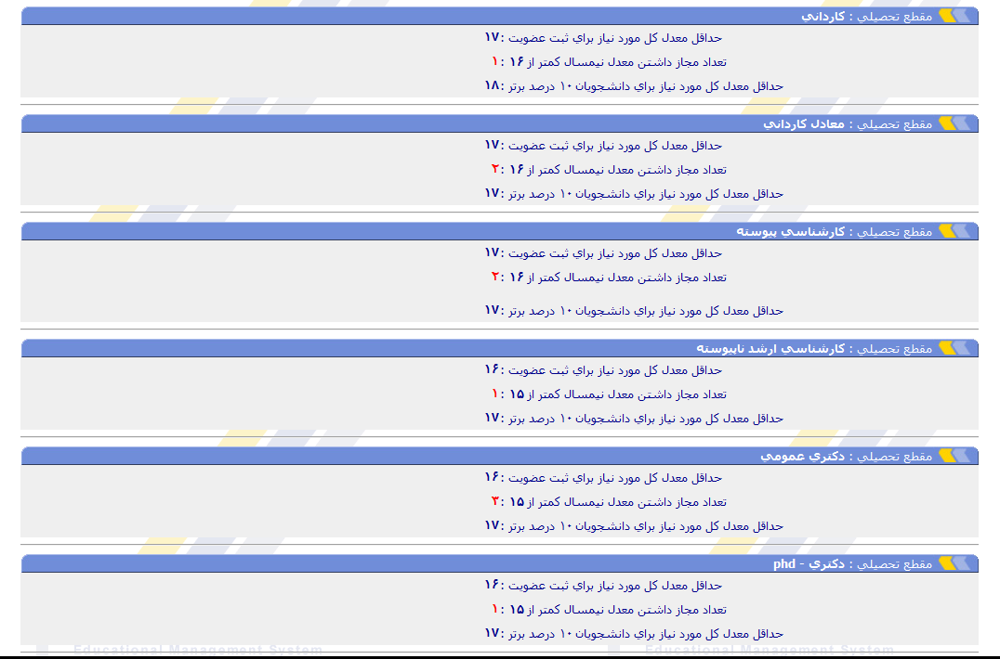 مقطع تحصيلي : كارداني
حداقل معدل كل مورد نياز براي ثبت عضويت : ۱۷
تعداد مجاز داشتن معدل نيمسال كمتر از ۱۶ : ۱
حداقل معدل كل مورد نياز براي دانشجويان ۱۰ درصد برتر : ۱۸
مقطع تحصيلي : معادل كارداني
حداقل معدل كل مورد نياز براي ثبت عضويت : ۱۷
تعداد مجاز داشتن معدل نيمسال كمتر از ۱۶ : ۲
حداقل معدل كل مورد نياز براي دانشجويان ۱۰ درصد برتر : ۱۷
مقطع تحصيلي : كارشناسي پيوسته
حداقل معدل كل مورد نياز براي ثبت عضويت : ۱۷
تعداد مجاز داشتن معدل نيمسال كمتر از ۱۶ : ۲
حداقل معدل كل مورد نياز براي دانشجويان ۱۰ درصد برتر : ۱۷
مقطع تحصيلي : كارشناسي ارشد ناپيوسته
حداقل معدل كل مورد نياز براي ثبت عضويت : ۱۶
تعداد مجاز داشتن معدل نيمسال كمتر از ۱۵ : ۱
حداقل معدل كل مورد نياز براي دانشجويان ۱۰ درصد برتر : ۱۷
مقطع تحصيلي : دكتري عمومي
حداقل معدل كل مورد نياز براي ثبت عضويت : ۱۶
تعداد مجاز داشتن معدل نيمسال كمتر از ۱۵ : ۳
حداقل معدل كل مورد نياز براي دانشجويان ۱۰ درصد برتر : ۱۷
مقطع تحصيلي : دكتري - phd
حداقل معدل كل مورد نياز براي ثبت عضويت : ۱۶
تعداد مجاز داشتن معدل نيمسال كمتر از ۱۵ : ۱
حداقل معدل كل مورد نياز براي دانشجويان ۱۰ درصد برتر : ۱۷
Educational Management System Educational Management System